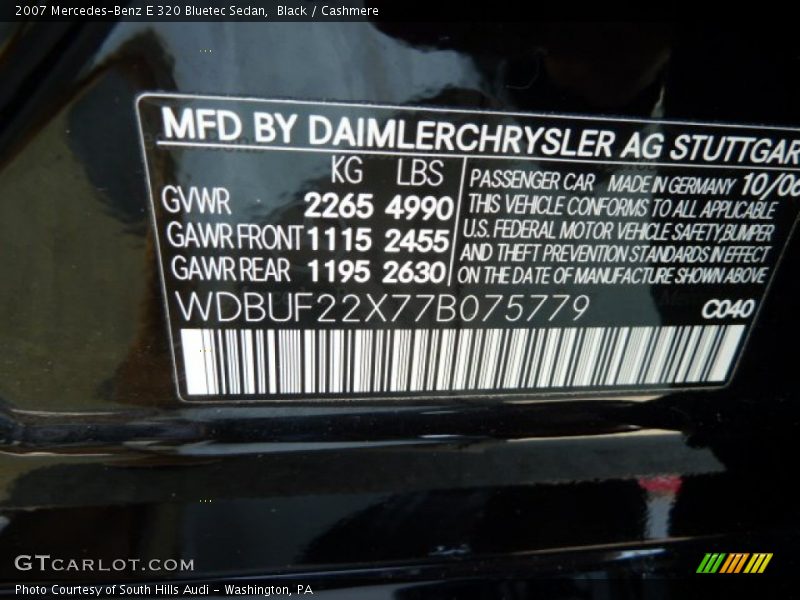 2007 Mercedes-Benz E 320 Bluetec Sedan, Black / Cashmere
MFD BY DAIMLERCHRYSLER AG STUTTGAR
KG LBS
GVWR 2265 4990
GAWR FRONT 1115 2455
GAWR REAR 1195 2630
PASSENGER CAR MADE IN GERMANY 10/06
THIS VEHICLE CONFORMS TO ALL APPLICABLE
U.S. FEDERAL MOTOR VEHICLE SAFETY,BUMPER
AND THEFT PREVENTION STANDARDS IN EFFECT
ON THE DATE OF MANUFACTURE SHOWN ABOVE
WDBUF22X77B075779 C040
GTCARLOT.COM
Photo Courtesy of South Hills Audi - Washington, PA